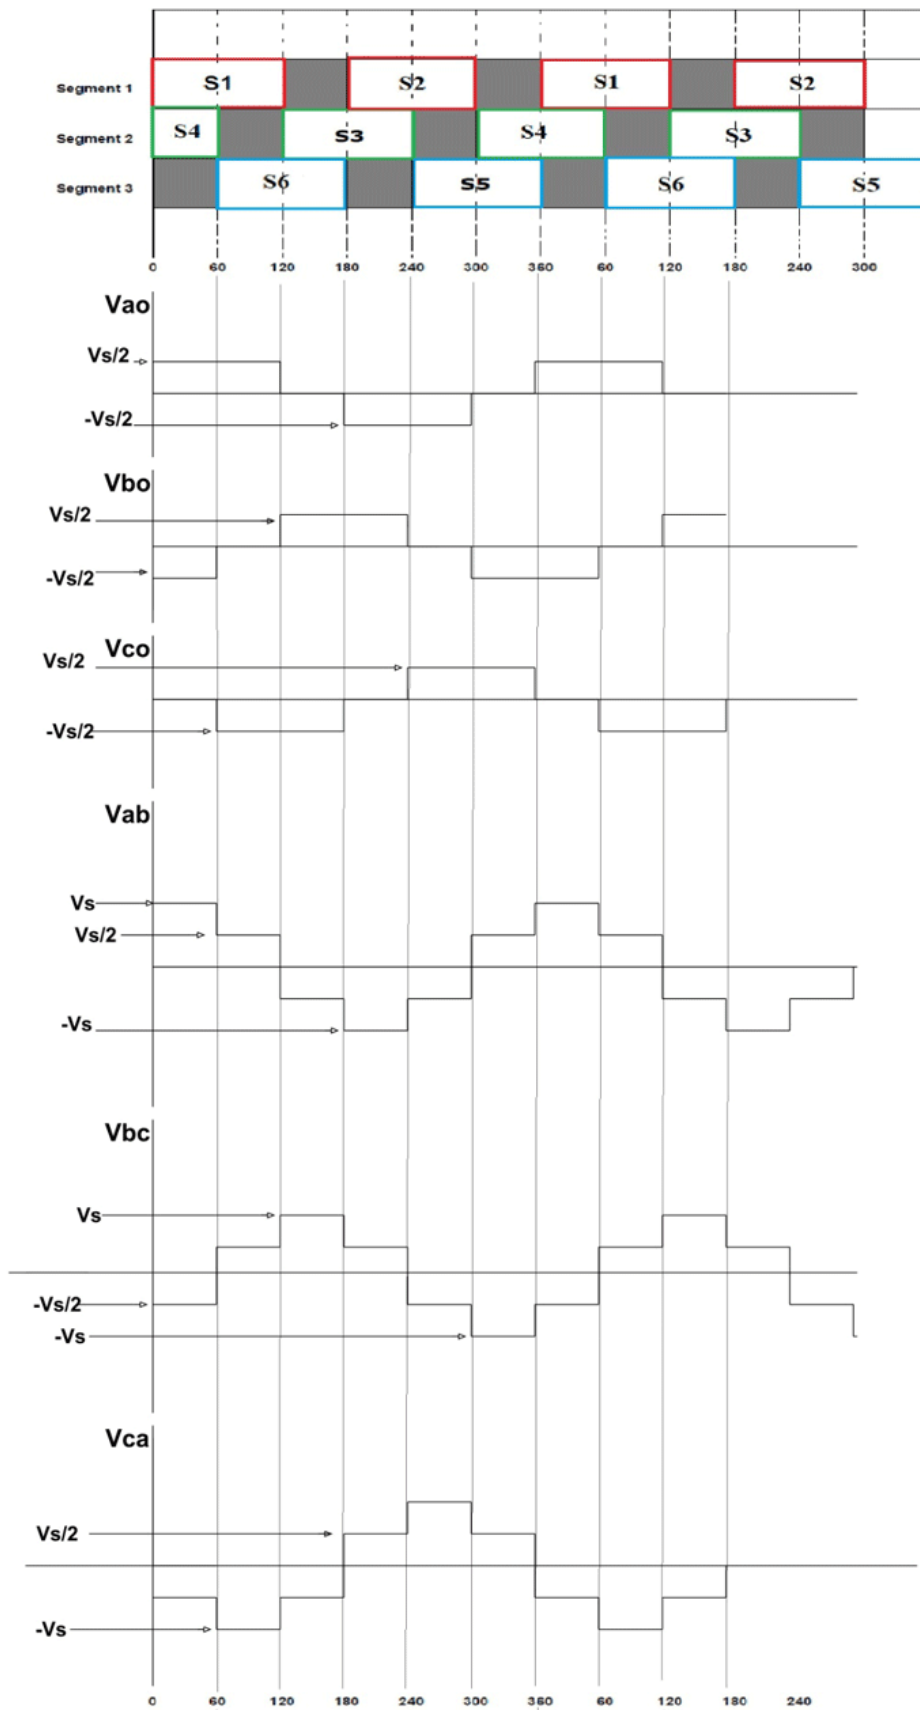 Segment 1 S1 S2 S1 S2
Segment 2 S4 S3 S4 S3
Segment 3 S6 S5 S6 S5
0 60 120 180 240 300 360 60 120 180 240 300
Vao
Vs/2
-Vs/2
Vbo
Vs/2
-Vs/2
Vco
Vs/2
-Vs/2
Vab
Vs
Vs/2
-Vs
Vbc
Vs
-Vs/2
-Vs
Vca
Vs/2
-Vs
0 60 120 180 240 300 360 60 120 180 240